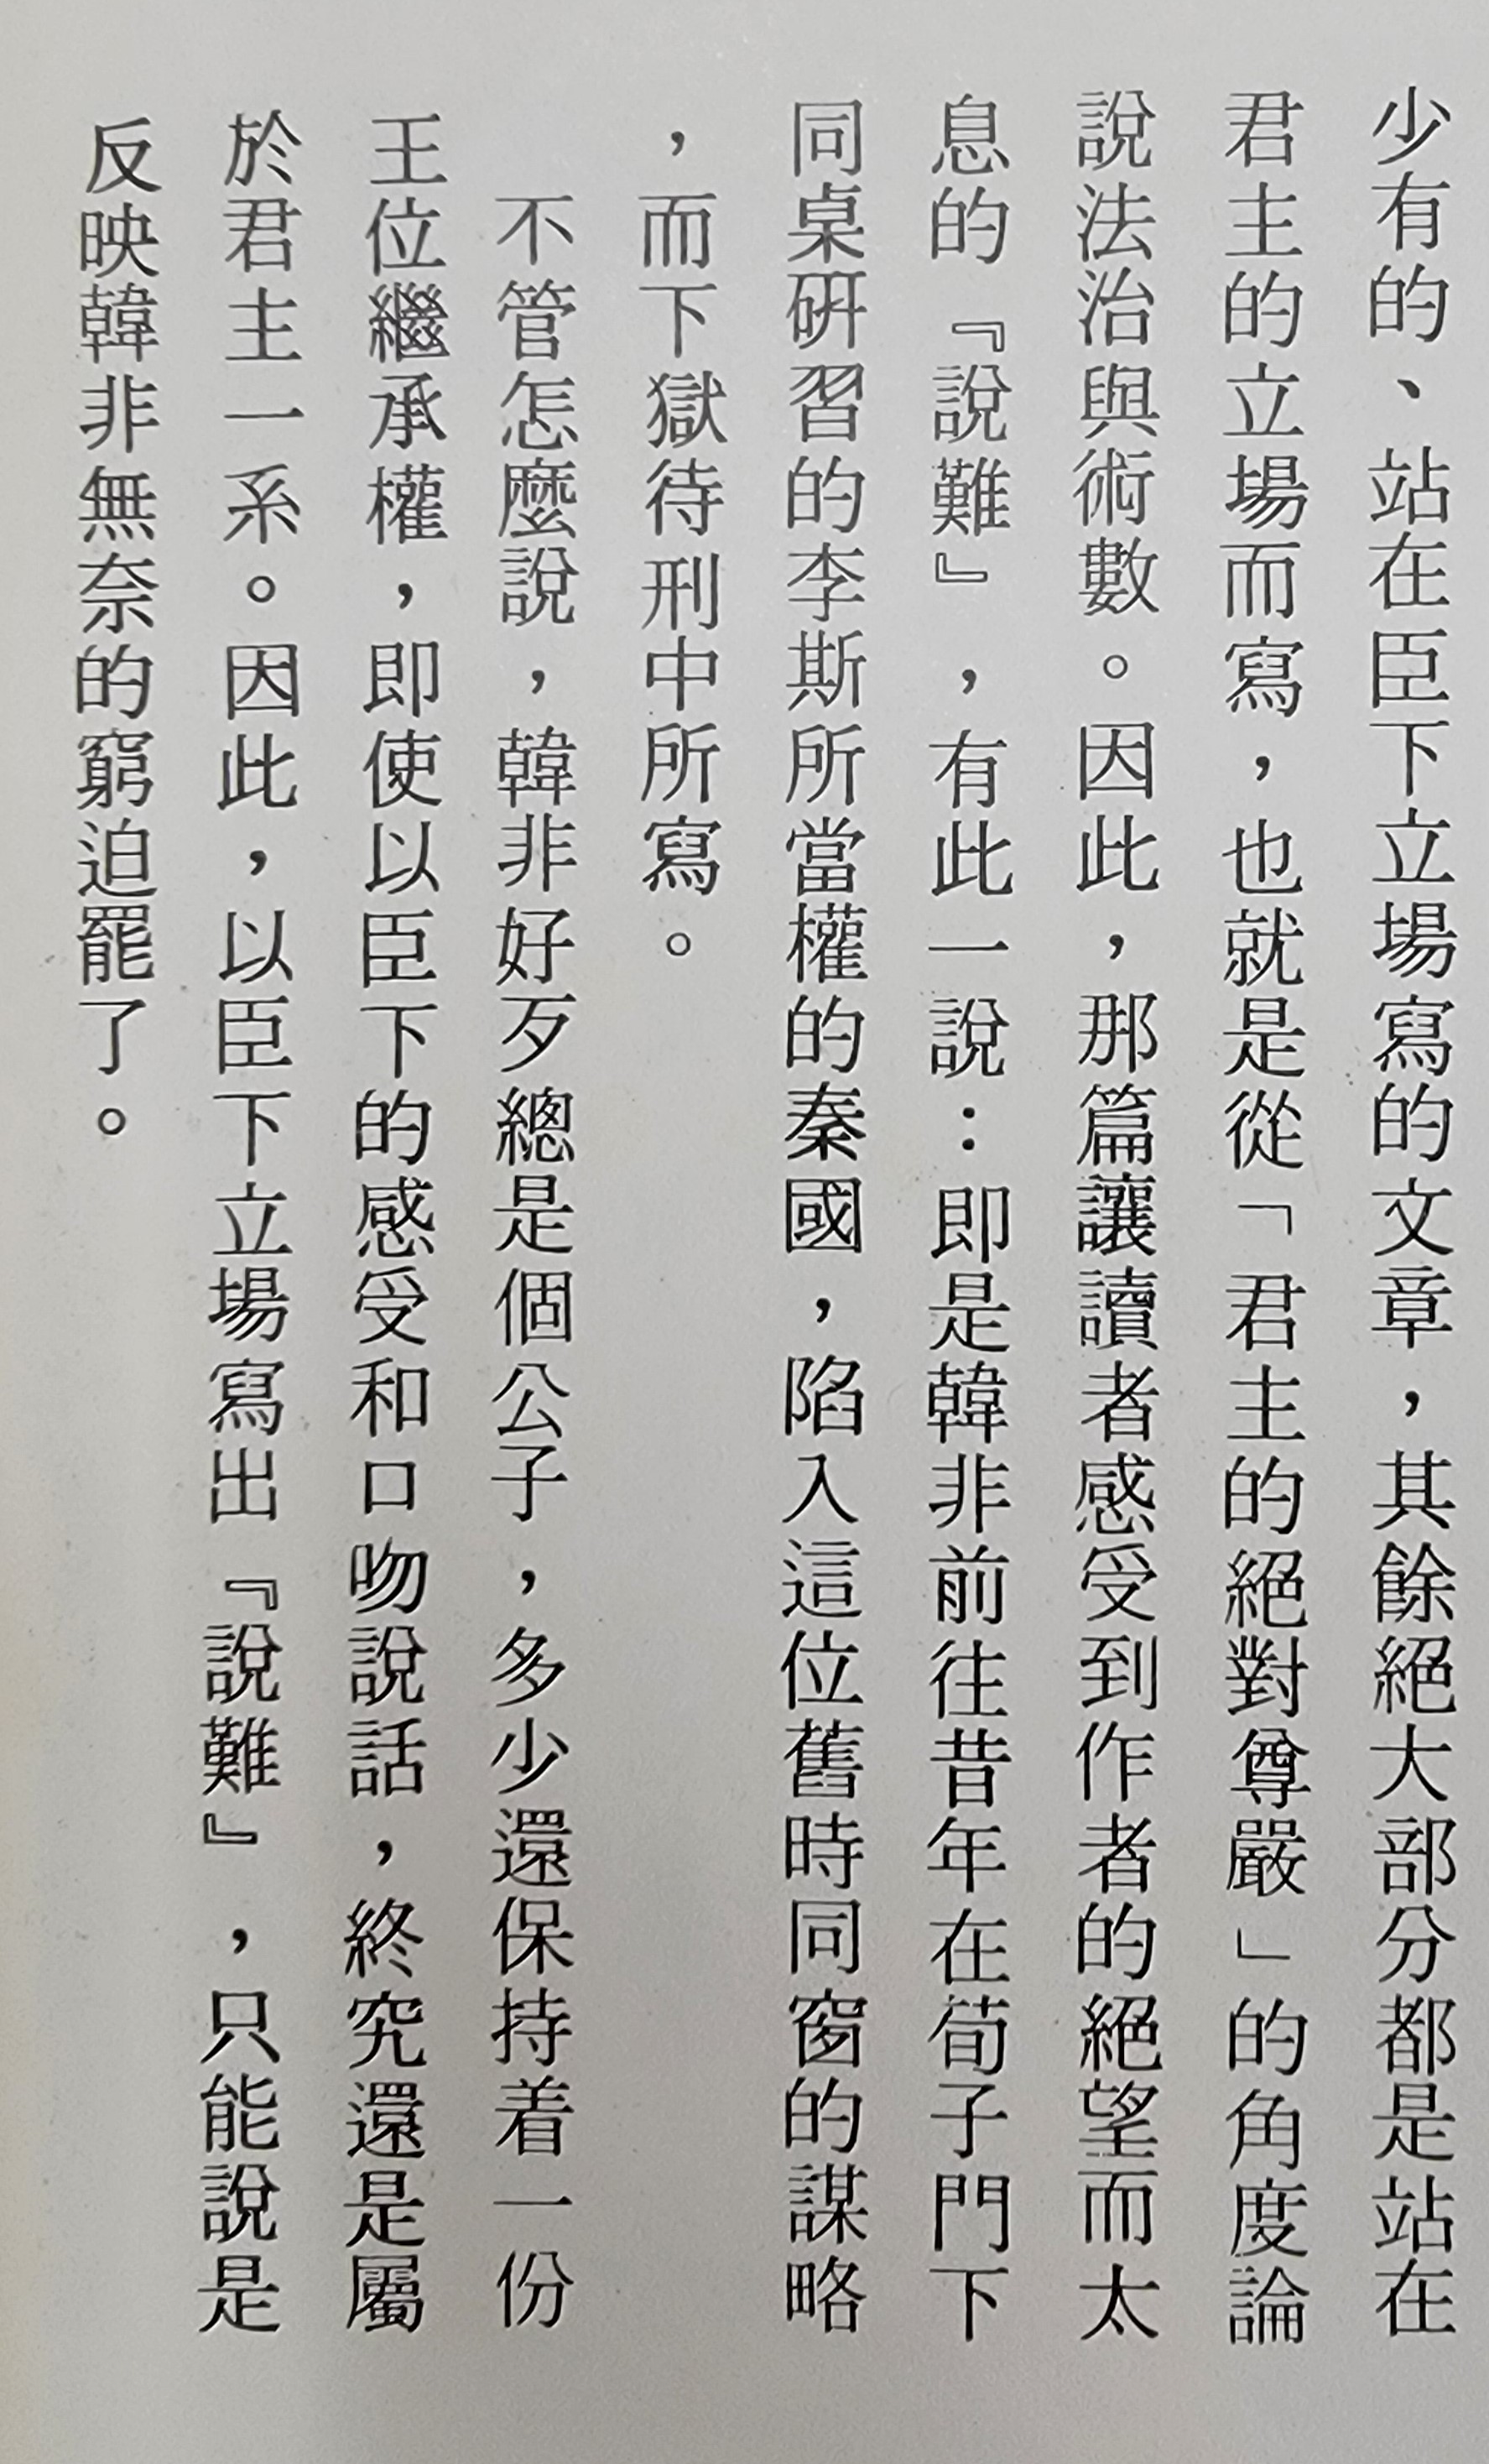 少有的、站在臣下立場寫的文章，其餘絕大部分都是站在
君主的立場而寫，也就是從「君主的絕對尊嚴」的角度論
說法治與術數。因此，那篇讓讀者感受到作者的絕望而太
息的『說難』，有此一說：即是韓非前往昔年在荀子門下
同桌研習的李斯所當權的秦國，陷入這位舊時同窗的謀略
，而下獄待刑中所寫。
不管怎麼說，韓非好歹總是個公子，多少還保持着一份
王位繼承權，即使以臣下的感受和口吻說話，終究還是屬
於君主一系。因此，以臣下立場寫出『說難』，只能說是
反映韓非無奈的窮迫罷了。